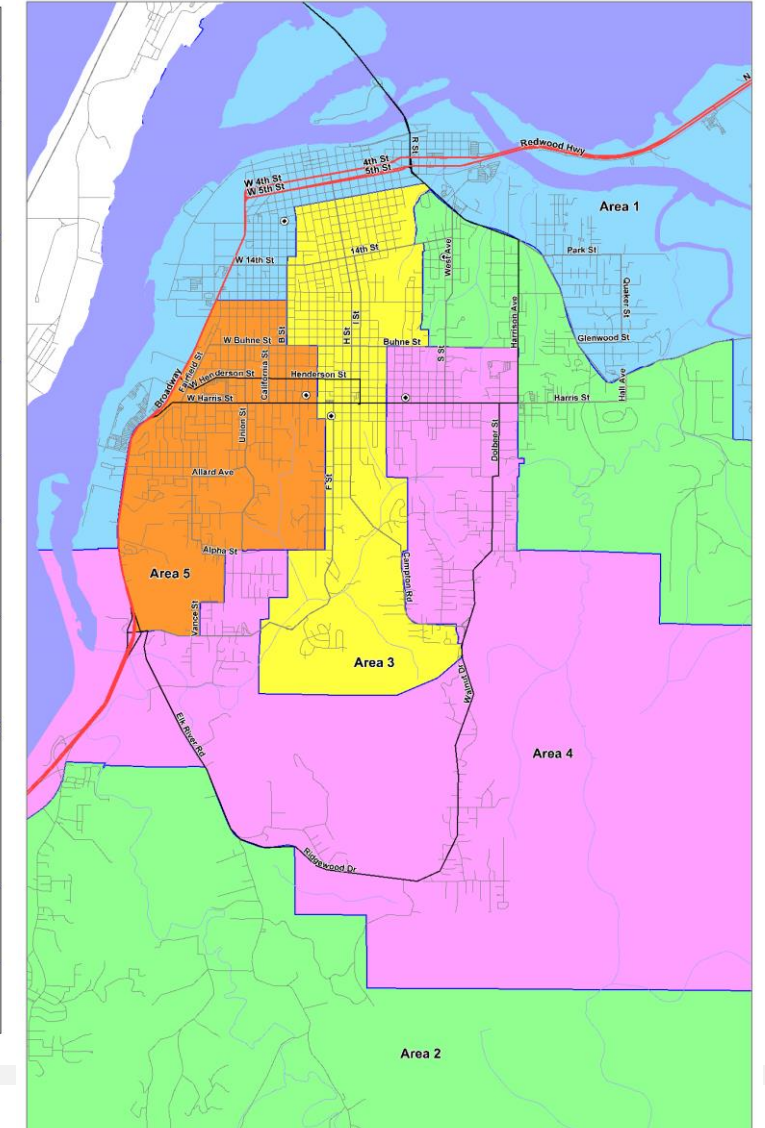 N
R St
Redwood Hwy
4th St
5th St
W 4th St
W 5th St
Area 1
14th St
West Ave
Park St
W 14th St
Quaker St
Harrison Ave
I St
H St
B St
Glenwood St
W Buhne St
Buhne St
S St
Fairfield St
California St
Broadway
W Henderson St
Henderson St
Hall Ave
W Harris St
Harris St
Union St
Dolbeer St
Allard Ave
F St
Alpha St
Campton Rd
Area 5
Vance St
Area 3
Walnut Dr
Elk River Rd
Area 4
Ridgewood Dr
Area 2